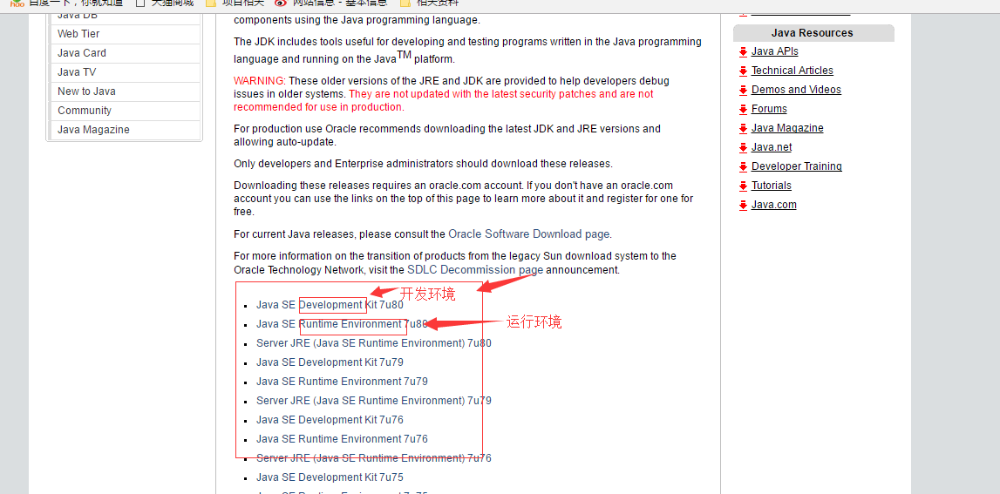 百度一下，你就知道
天猫商城
项目相关
网站信息 - 基本信息
相关资料
Java DB
Web Tier
Java Card
Java TV
New to Java
Community
Java Magazine
components using the Java programming language.
The JDK includes tools useful for developing and testing programs written in the Java programming
language and running on the JavaTM platform.
WARNING: These older versions of the JRE and JDK are provided to help developers debug
issues in older systems. They are not updated with the latest security patches and are not
recommended for use in production.
For production use Oracle recommends downloading the latest JDK and JRE versions and
allowing auto-update.
Only developers and Enterprise administrators should download these releases.
Downloading these releases requires an oracle.com account. If you don't have an oracle.com
account you can use the links on the top of this page to learn more about it and register for one for
free.
For current Java releases, please consult the Oracle Software Download page.
For more information on the transition of products from the legacy Sun download system to the
Oracle Technology Network, visit the SDLC Decommission page announcement.
Java SE Development Kit 7u80
开发环境
Java SE Runtime Environment 7u80
运行环境
Server JRE (Java SE Runtime Environment) 7u80
Java SE Development Kit 7u79
Java SE Runtime Environment 7u79
Server JRE (Java SE Runtime Environment) 7u79
Java SE Development Kit 7u76
Java SE Runtime Environment 7u76
Server JRE (Java SE Runtime Environment) 7u76
Java SE Development Kit 7u75
Java Resources
Java APIs
Technical Articles
Demos and Videos
Forums
Java Magazine
Java.net
Developer Training
Tutorials
Java.com